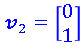 𝒗₂ = [0
1]